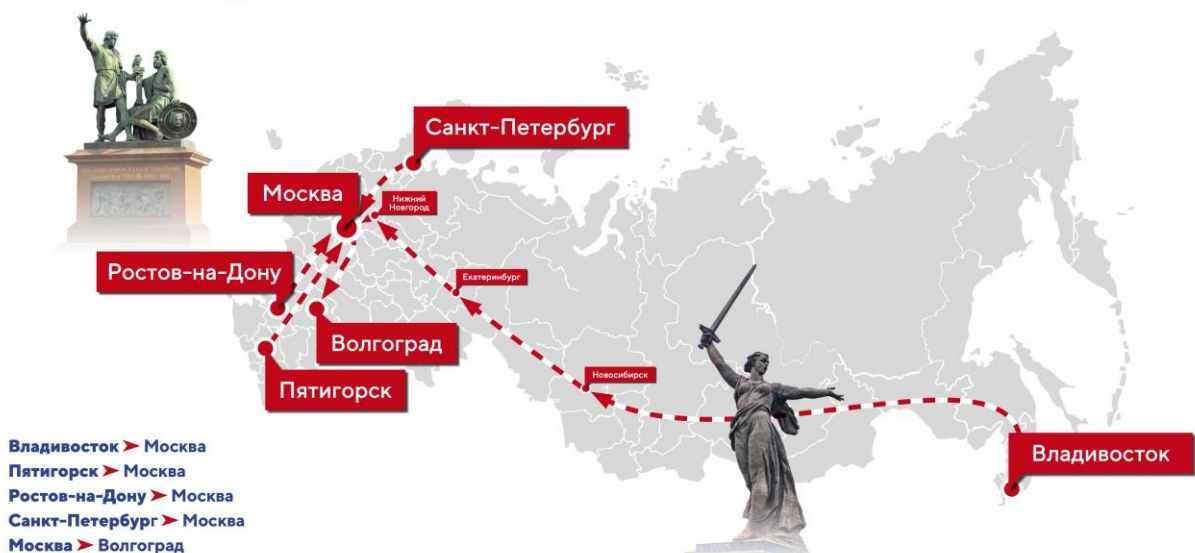 Санкт-Петербург
Москва
Нижний
Новгород
Ростов-на-Дону
Екатеринбург
Волгоград
Пятигорск
Новосибирск
Владивосток
Владивосток ➤ Москва
Пятигорск ➤ Москва
Ростов-на-Дону ➤ Москва
Санкт-Петербург ➤ Москва
Москва ➤ Волгоград